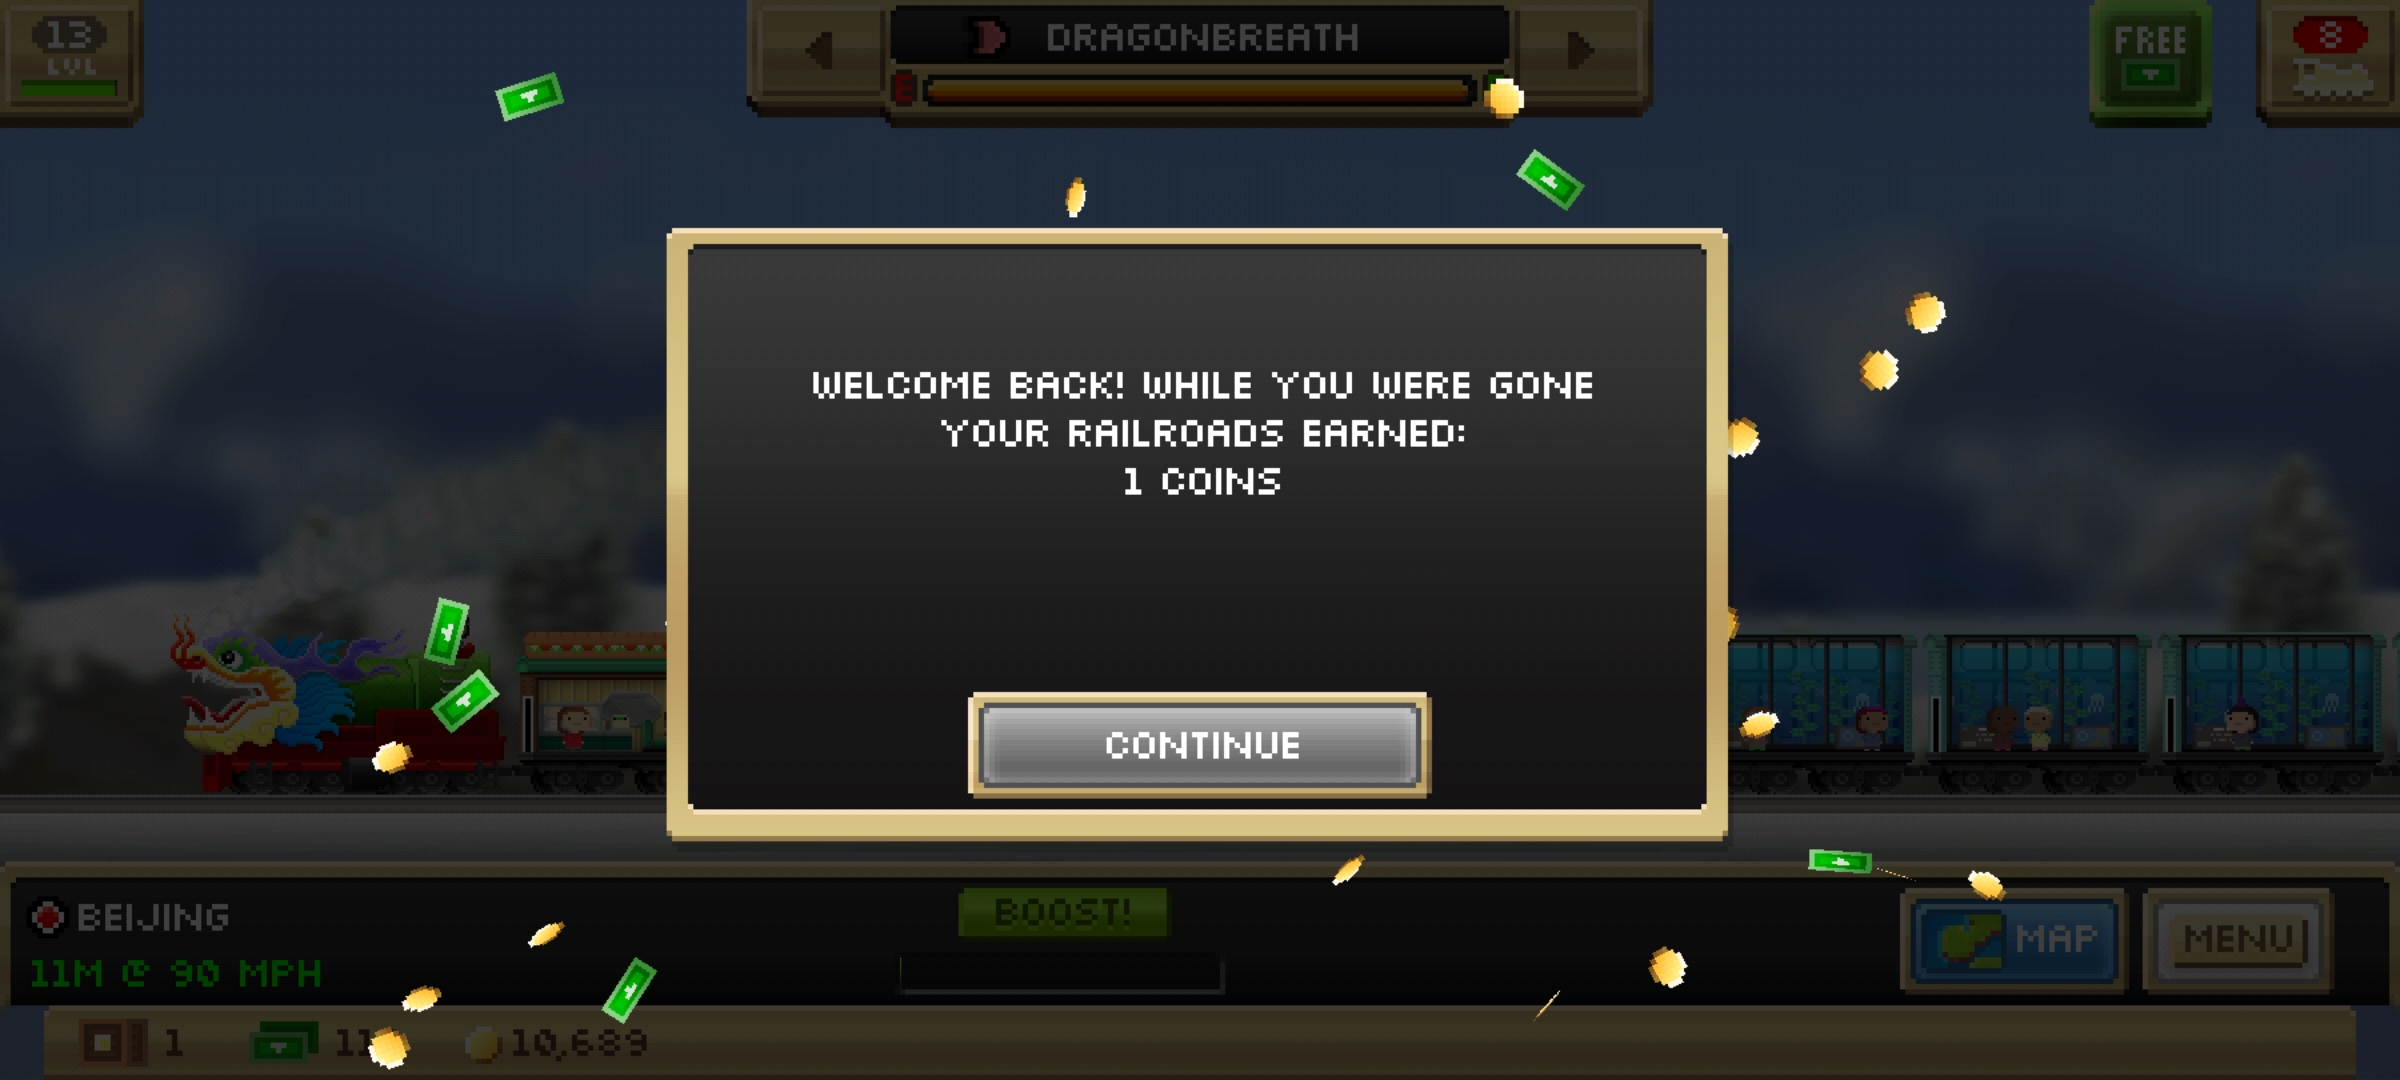 13
LVL
DRAGONBREATH
E
FREE
8
WELCOME BACK! WHILE YOU WERE GONE
YOUR RAILROADS EARNED:
1 COINS
CONTINUE
BEIJING
11M @ 90 MPH
BOOST!
MAP
MENU
1
10,689